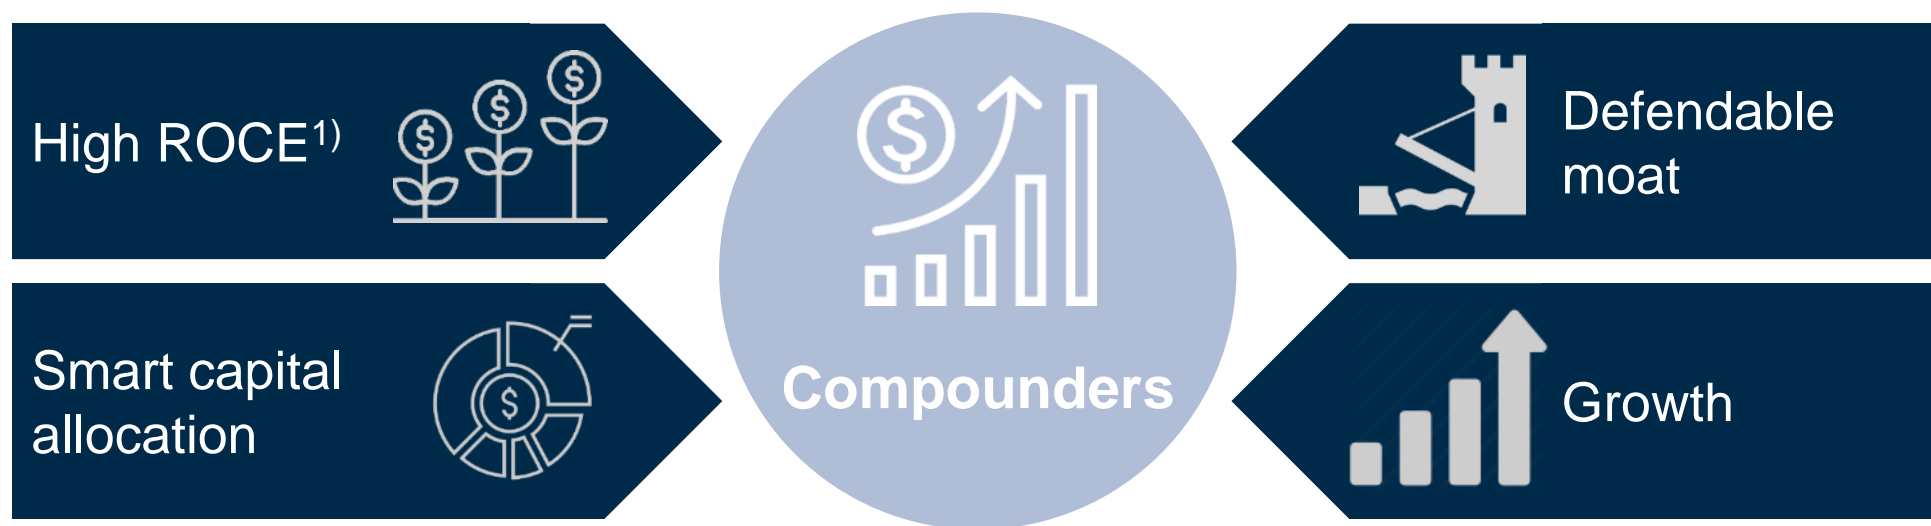 High ROCE1)
Smart capital
allocation
Compounders
Defendable
moat
Growth